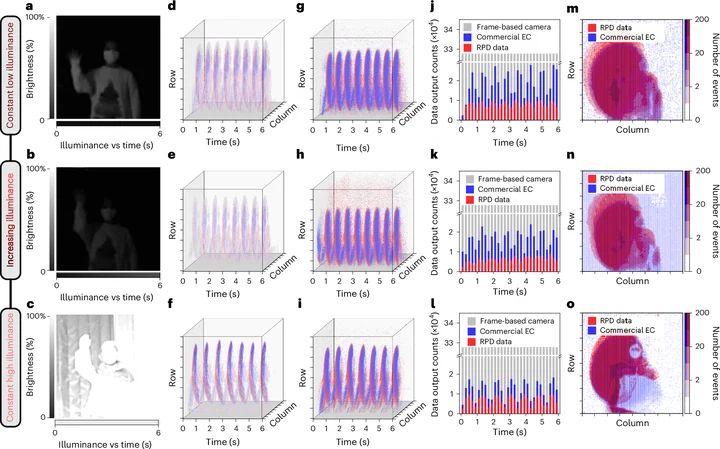 Constant low illuminance
Increasing illuminance
Constant high illuminance
a
100%
Brightness (%)
0
0
6
Illuminance vs time (s)
d
Row
0 1 2 3 4 5 6
Time (s)
Column
g
Row
0 1 2 3 4 5 6
Time (s)
Column
j
Data output counts (×10⁴)
34
33
2
1
0
Frame-based camera
Commercial EC
RPD data
0 1 2 3 4 5 6
Time (s)
m
Row
RPD data
Commercial EC
Column
200
20
2
0
Number of events
b
100%
Brightness (%)
0
0
6
Illuminance vs time (s)
e
Row
0 1 2 3 4 5 6
Time (s)
Column
h
Row
0 1 2 3 4 5 6
Time (s)
Column
k
Data output counts (×10⁴)
34
33
2
1
0
Frame-based camera
Commercial EC
RPD data
0 1 2 3 4 5 6
Time (s)
n
Row
RPD data
Commercial EC
Column
200
20
2
0
Number of events
c
100%
Brightness (%)
0
0
6
Illuminance vs time (s)
f
Row
0 1 2 3 4 5 6
Time (s)
Column
i
Row
0 1 2 3 4 5 6
Time (s)
Column
l
Data output counts (×10⁴)
34
33
2
1
0
Frame-based camera
Commercial EC
RPD data
0 1 2 3 4 5 6
Time (s)
o
Row
RPD data
Commercial EC
Column
200
20
2
0
Number of events